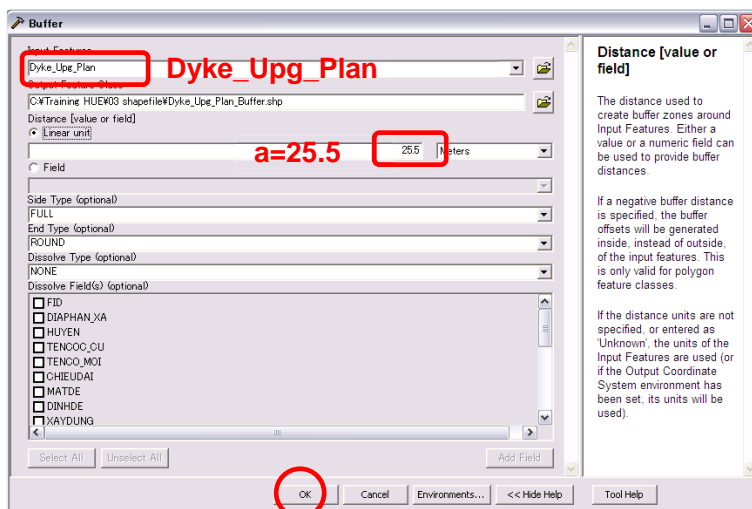 Buffer
Input Features
Dyke_Upg_Plan
Dyke_Upg_Plan
Output Feature Class
C:¥Training HUE¥03 shapefile¥Dyke_Upg_Plan_Buffer.shp
Distance [value or field]
Linear unit
a=25.5
25.5 Meters
Field
Side Type (optional)
FULL
End Type (optional)
ROUND
Dissolve Type (optional)
NONE
Dissolve Field(s) (optional)
FID
DIAPHAN_XA
HUYEN
TENCOC_CU
TENCO_MOI
CHIEUDAI
MATDE
DINHDE
XAYDUNG
Select All Unselect All Add Field
OK Cancel Environments... << Hide Help Tool Help
Distance [value or
field]
The distance used to
create buffer zones around
Input Features. Either a
value or a numeric field can
be used to provide buffer
distances.
If a negative buffer distance
is specified, the buffer
offsets will be generated
inside, instead of outside,
of the input features. This
is only valid for polygon
feature classes.
If the distance units are not
specified, or entered as
'Unknown', the units of the
Input Features are used (or
if the Output Coordinate
System environment has
been set, its units will be
used).